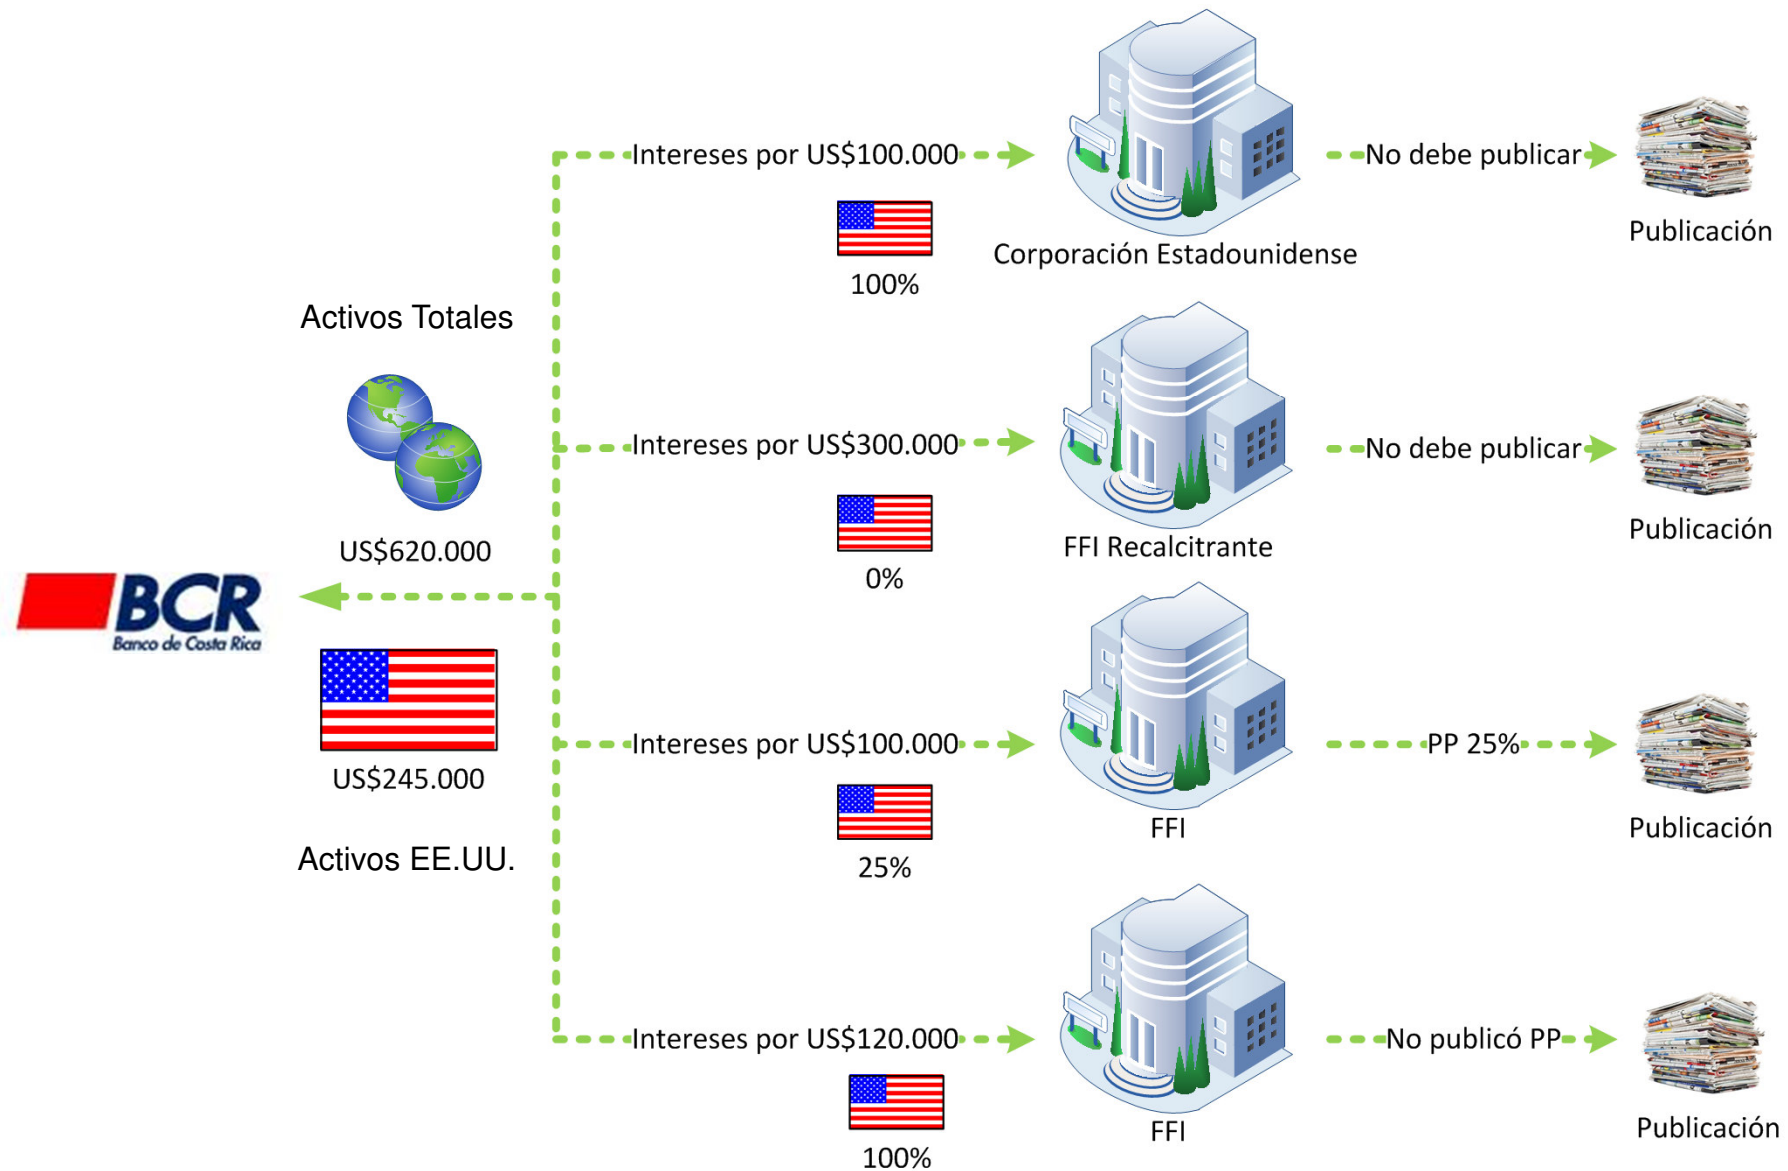 Intereses por US$100.000
No debe publicar
Publicación
Corporación Estadounidense
100%
Activos Totales
US$620.000
Intereses por US$300.000
No debe publicar
Publicación
FFI Recalcitrante
0%
BCR
Banco de Costa Rica
US$245.000
Activos EE.UU.
Intereses por US$100.000
PP 25%
Publicación
FFI
25%
Intereses por US$120.000
No publicó PP
Publicación
FFI
100%